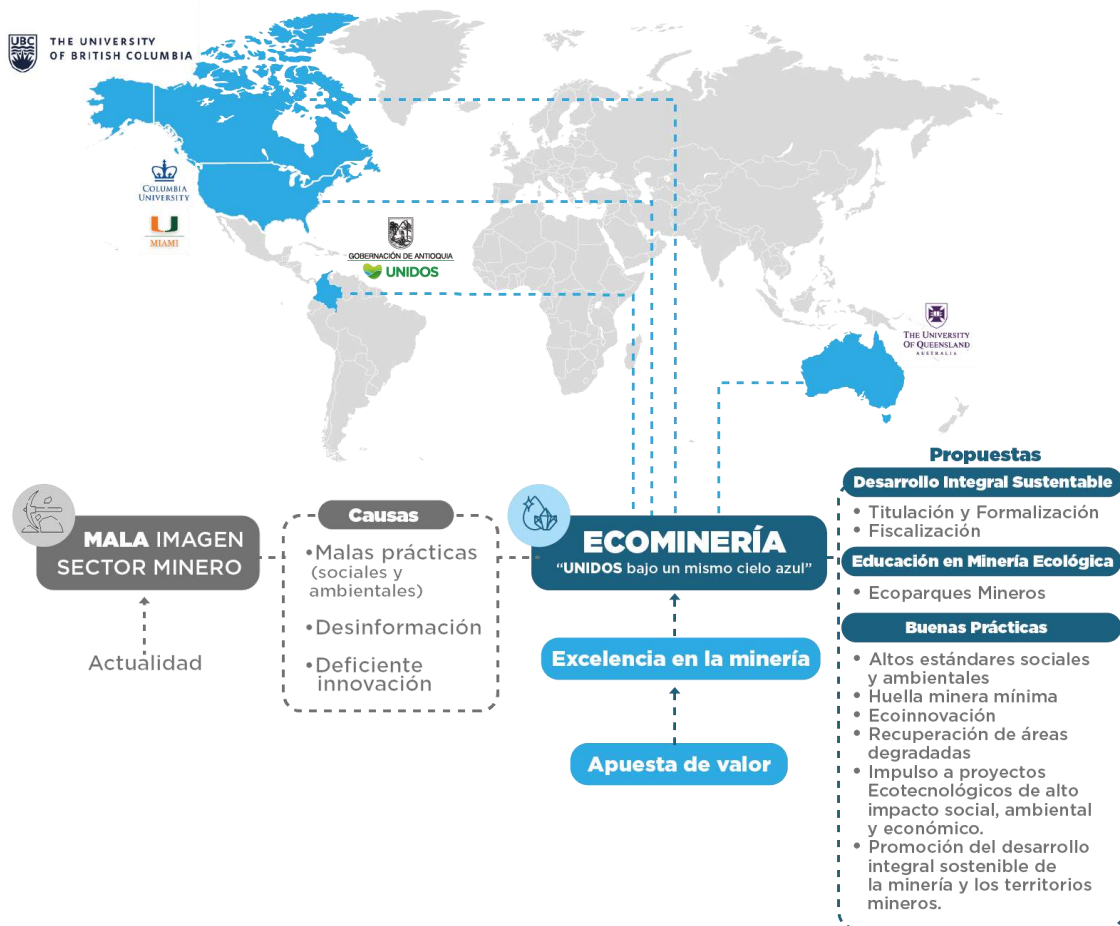 UBC
THE UNIVERSITY
OF BRITISH COLUMBIA
COLUMBIA
UNIVERSITY
MIAMI
GOBERNACIÓN DE ANTIOQUIA
UNIDOS
THE UNIVERSITY
OF QUEENSLAND
AUSTRALIA
MALA IMAGEN
SECTOR MINERO
Actualidad
Causas
•Malas prácticas
(sociales y
ambientales)
•Desinformación
•Deficiente
innovación
ECOMINERÍA
“UNIDOS bajo un mismo cielo azul”
Excelencia en la minería
Apuesta de valor
Propuestas
Desarrollo Integral Sustentable
• Titulación y Formalización
• Fiscalización
Educación en Minería Ecológica
• Ecoparques Mineros
Buenas Prácticas
• Altos estándares sociales
y ambientales
• Huella minera mínima
• Ecoinnovación
• Recuperación de áreas
degradadas
• Impulso a proyectos
Ecotecnológicos de alto
impacto social, ambiental
y económico.
• Promoción del desarrollo
integral sostenible de
la minería y los territorios
mineros.